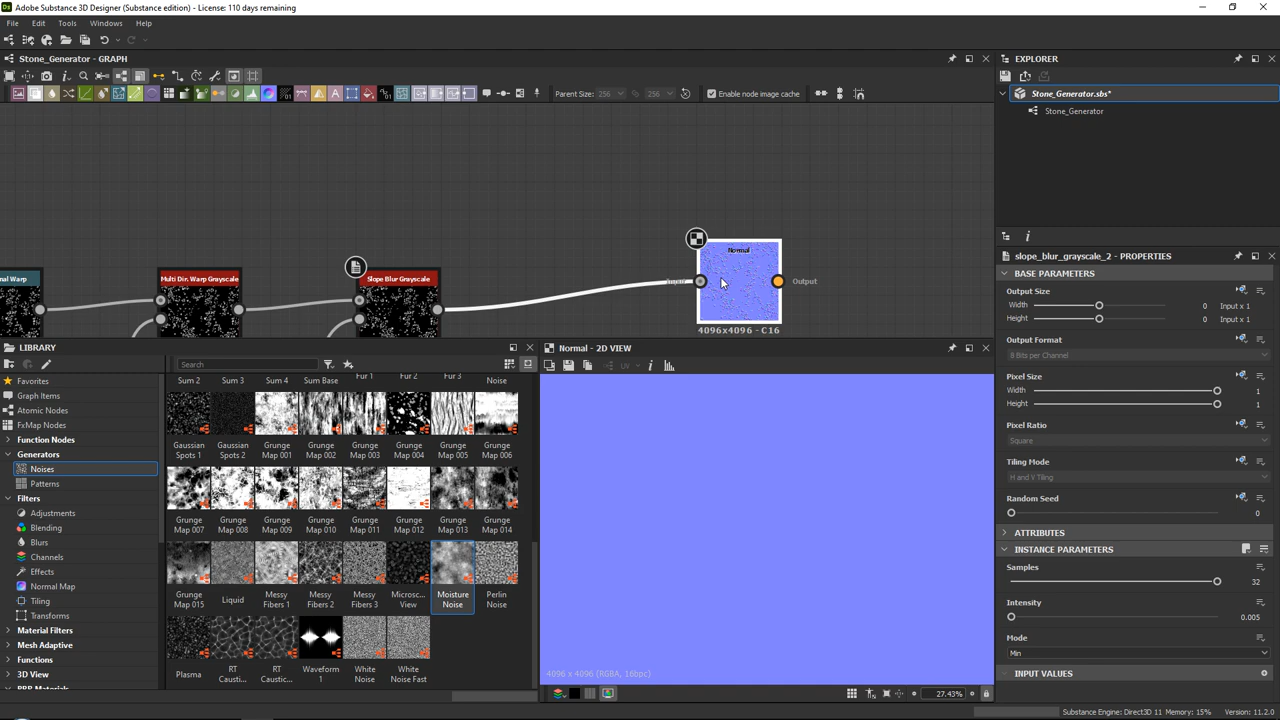 Adobe Substance 3D Designer (Substance edition) - License: 110 days remaining
File Edit Tools Windows Help
Stone_Generator - GRAPH
Parent Size: 256 256 Enable node image cache
nal Warp
Multi Dir. Warp Grayscale
Slope Blur Grayscale
Normal
Input
Output
4096x4096 - C16
LIBRARY
Search
Favorites
Graph Items
Atomic Nodes
FxMap Nodes
Function Nodes
Generators
Noises
Patterns
Filters
Adjustments
Blending
Blurs
Channels
Effects
Normal Map
Tiling
Transforms
Material Filters
Mesh Adaptive
Functions
3D View
Sum 2 Sum 3 Sum 4 Sum Base Fur 1 Fur 2 Fur 3 Noise
Gaussian Spots 1 Gaussian Spots 2 Grunge Map 001 Grunge Map 002 Grunge Map 003 Grunge Map 004 Grunge Map 005 Grunge Map 006
Grunge Map 007 Grunge Map 008 Grunge Map 009 Grunge Map 010 Grunge Map 011 Grunge Map 012 Grunge Map 013 Grunge Map 014
Grunge Map 015 Liquid Messy Fibers 1 Messy Fibers 2 Messy Fibers 3 Microsc... View Moisture Noise Perlin Noise
Plasma RT Causti... RT Caustic... Waveform 1 White Noise White Noise Fast
Normal - 2D VIEW
UV
4096 x 4096 (RGBA, 16bpc)
27.43%
EXPLORER
Stone_Generator.sbs*
Stone_Generator
slope_blur_grayscale_2 - PROPERTIES
BASE PARAMETERS
Output Size
Width 0 Input x 1
Height 0 Input x 1
Output Format
8 Bits per Channel
Pixel Size
Width 1
Height 1
Pixel Ratio
Square
Tiling Mode
H and V Tiling
Random Seed
0
ATTRIBUTES
INSTANCE PARAMETERS
Samples
32
Intensity
0.005
Mode
Min
INPUT VALUES
Substance Engine: Direct3D 11 Memory: 15% Version: 11.2.0